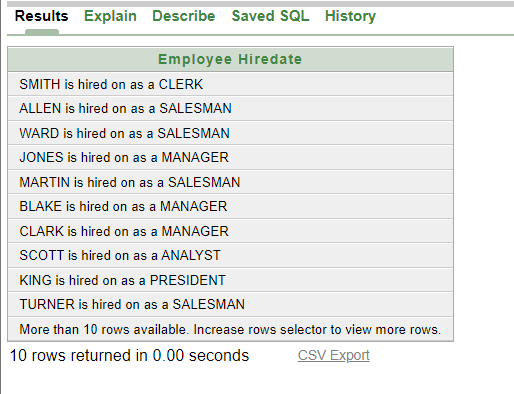 Results Explain Describe Saved SQL History
Employee Hiredate
SMITH is hired on as a CLERK
ALLEN is hired on as a SALESMAN
WARD is hired on as a SALESMAN
JONES is hired on as a MANAGER
MARTIN is hired on as a SALESMAN
BLAKE is hired on as a MANAGER
CLARK is hired on as a MANAGER
SCOTT is hired on as a ANALYST
KING is hired on as a PRESIDENT
TURNER is hired on as a SALESMAN
More than 10 rows available. Increase rows selector to view more rows.
10 rows returned in 0.00 seconds CSV Export